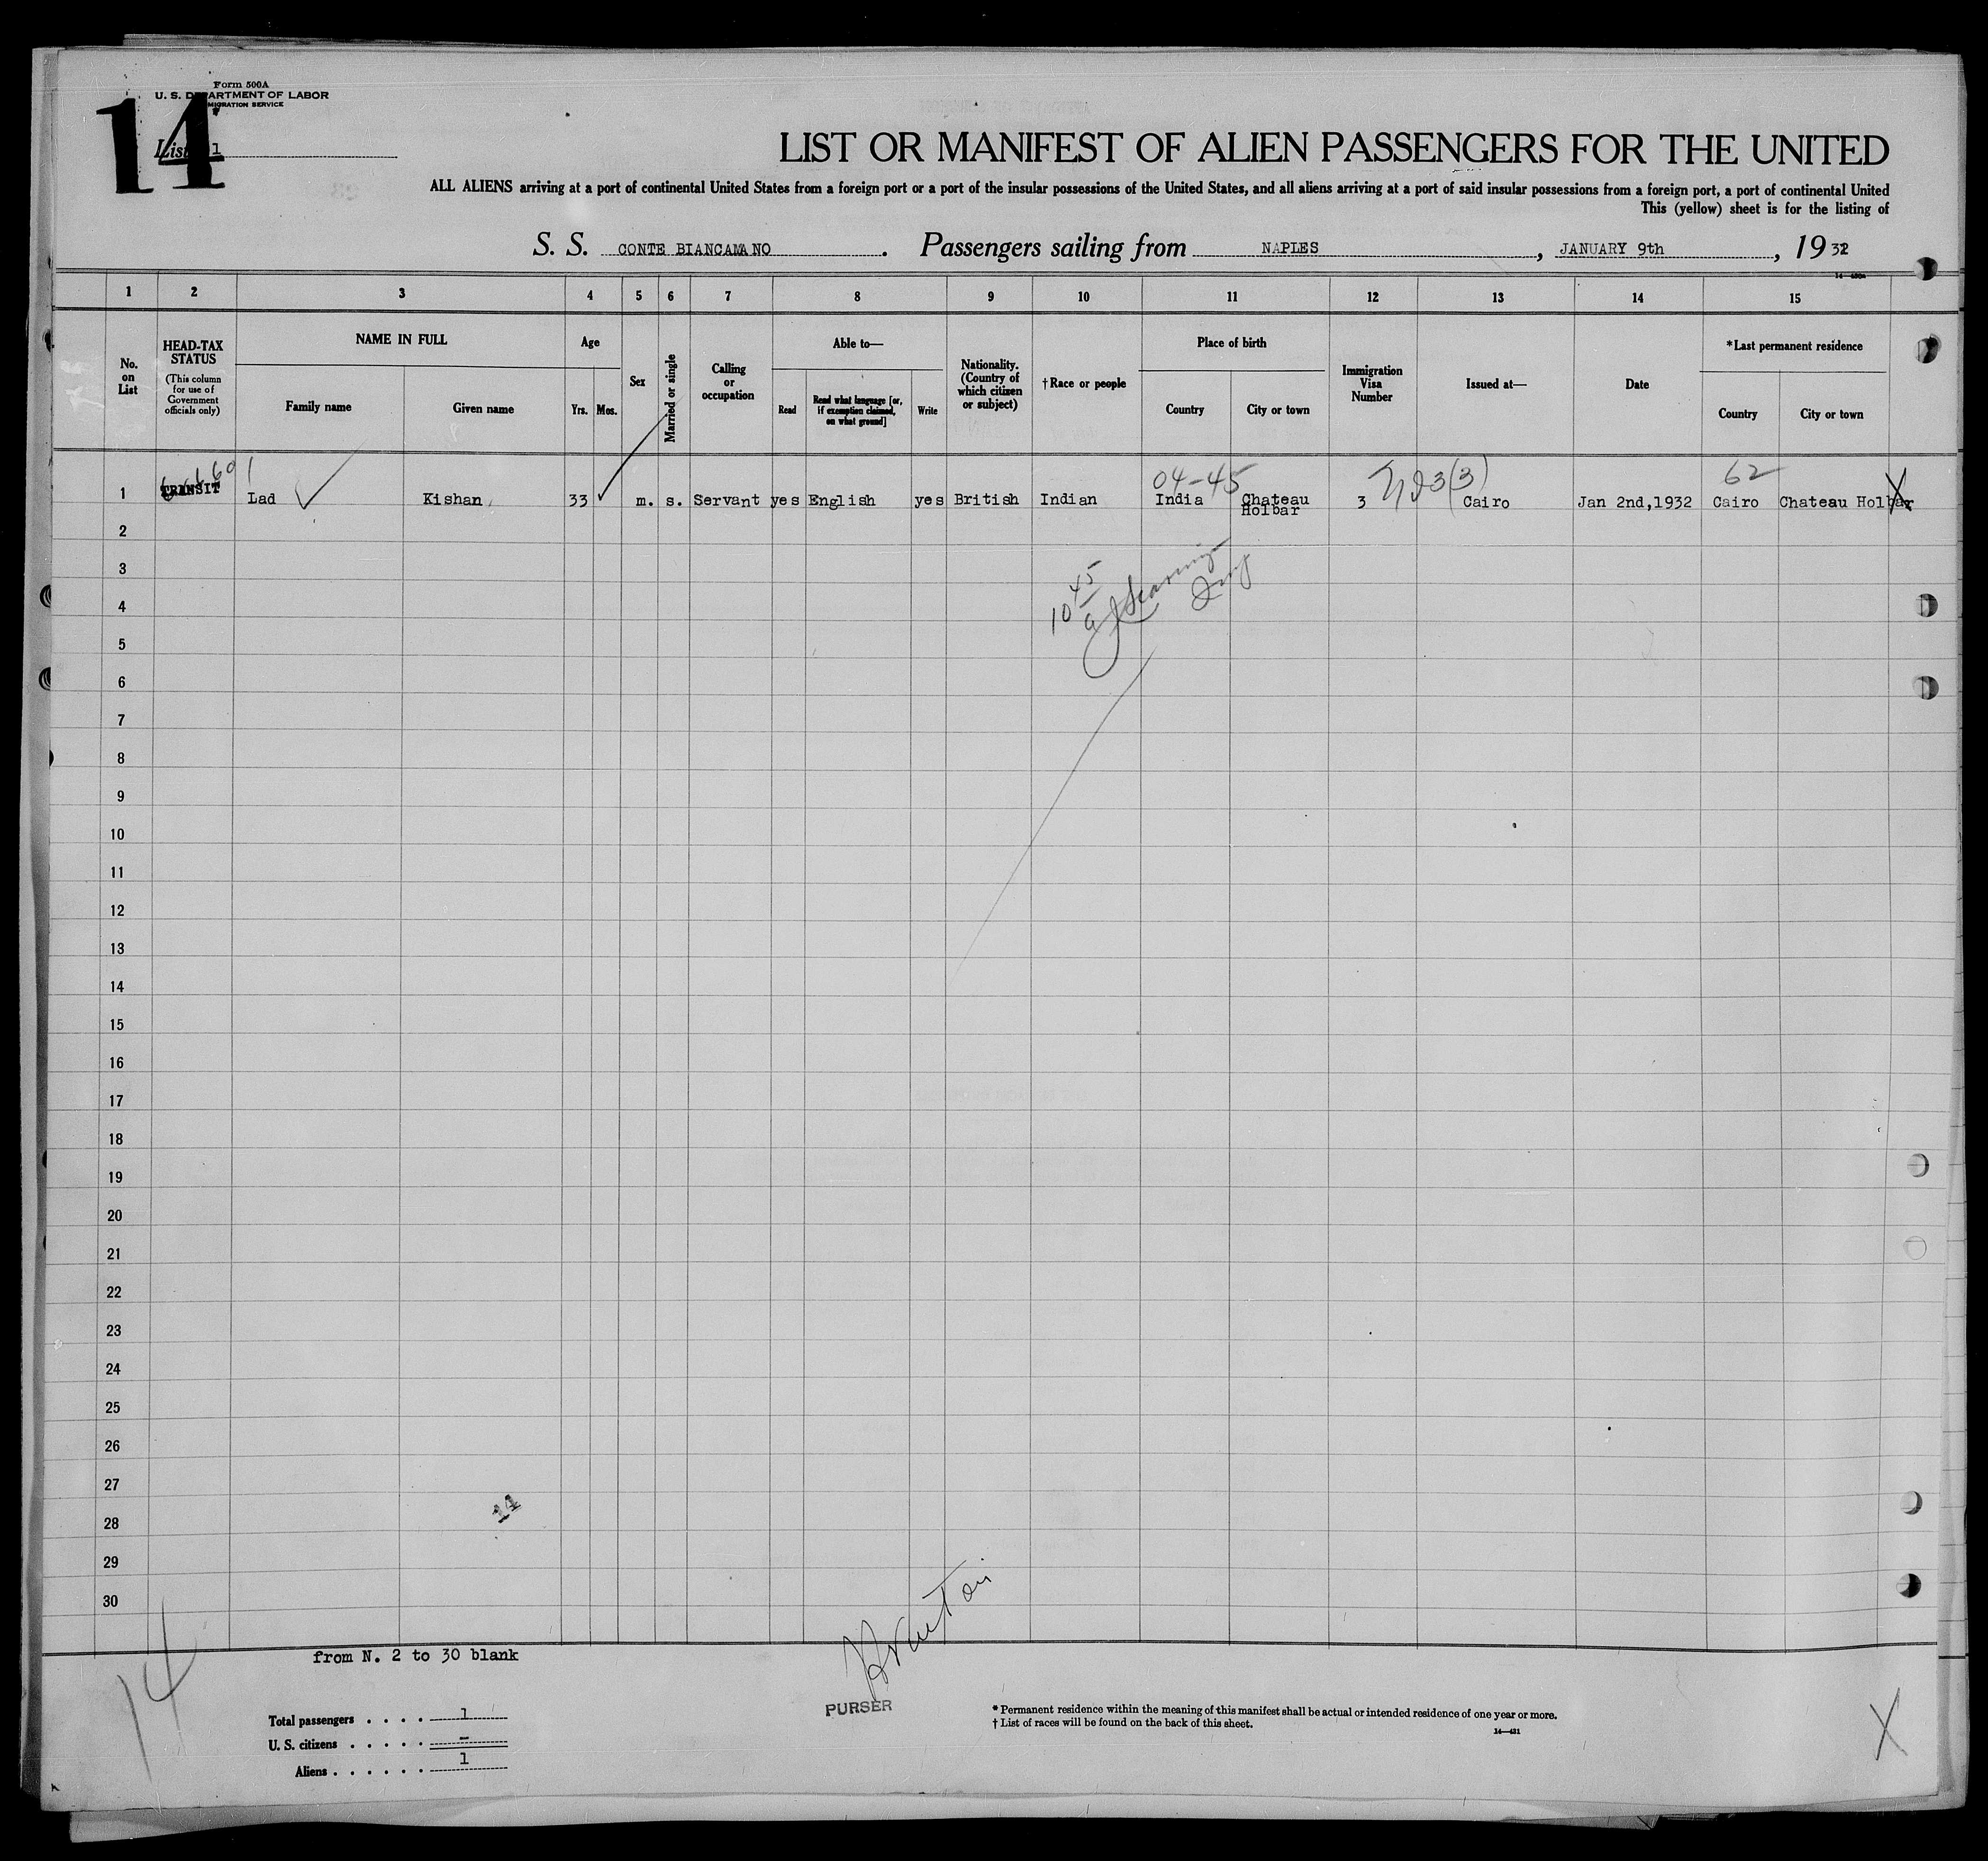 Form 500A
U. S. DEPARTMENT OF LABOR
IMMIGRATION SERVICE
14
List 1
LIST OR MANIFEST OF ALIEN PASSENGERS FOR THE UNITED
ALL ALIENS arriving at a port of continental United States from a foreign port or a port of the insular possessions of the United States, and all aliens arriving at a port of said insular possessions from a foreign port, a port of continental United
This (yellow) sheet is for the listing of
S. S. CONTE BIANCAMANO. Passengers sailing from NAPLES, JANUARY 9th, 1932
1 2 3 4 5 6 7 8 9 10 11 12 13 14 15
No. on List
HEAD-TAX STATUS
(This column for use of Government officials only)
NAME IN FULL
Family name
Given name
Age
Yrs. Mos.
Sex
Married or single
Calling or occupation
Able to—
Read
Read what language [or, if exemption claimed, on what ground]
Write
Nationality. (Country of which citizen or subject)
† Race or people
Place of birth
Country
City or town
Immigration Visa Number
Issued at—
Date
* Last permanent residence
Country
City or town
04-45
3(3)
62
1 TRANSIT Lad Kishan 33 m. s. Servant yes English yes British Indian India Chateau Holbar 3 Cairo Jan 2nd,1932 Cairo Chateau Holbar X
2
3
10 45
4
5
6
7
8
9
10
11
12
13
14
15
16
17
18
19
20
21
22
23
24
25
26
27
14
28
29
30
from N. 2 to 30 blank
14
PURSER
Total passengers . . . . 1
U. S. citizens . . . . . -
Aliens . . . . . . 1
* Permanent residence within the meaning of this manifest shall be actual or intended residence of one year or more.
† List of races will be found on the back of this sheet.
14—431
X